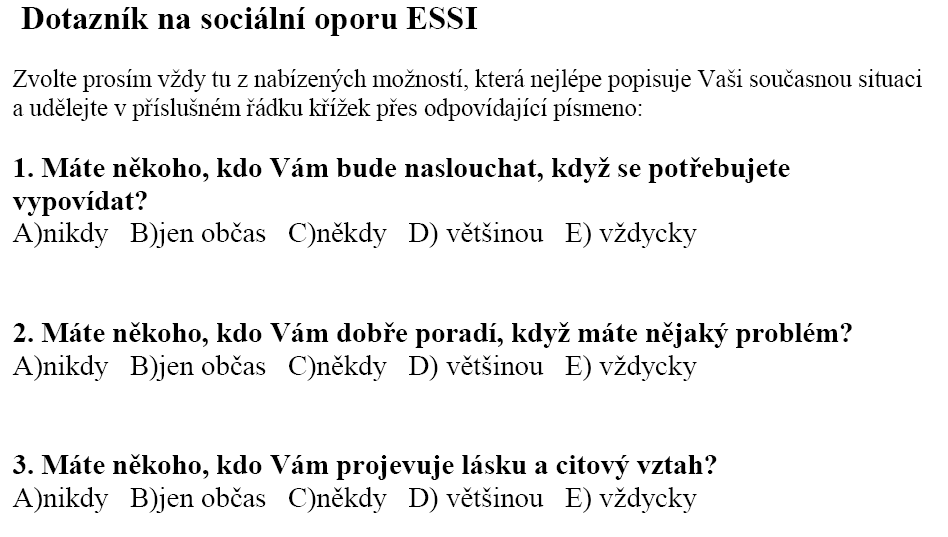 Dotazník na sociální oporu ESSI
Zvolte prosím vždy tu z nabízených možností, která nejlépe popisuje Vaši současnou situaci
a udělejte v příslušném řádku křížek přes odpovídající písmeno:
1. Máte někoho, kdo Vám bude naslouchat, když se potřebujete
vypovídat?
A)nikdy B)jen občas C)někdy D) většinou E) vždycky
2. Máte někoho, kdo Vám dobře poradí, když máte nějaký problém?
A)nikdy B)jen občas C)někdy D) většinou E) vždycky
3. Máte někoho, kdo Vám projevuje lásku a citový vztah?
A)nikdy B)jen občas C)někdy D) většinou E) vždycky